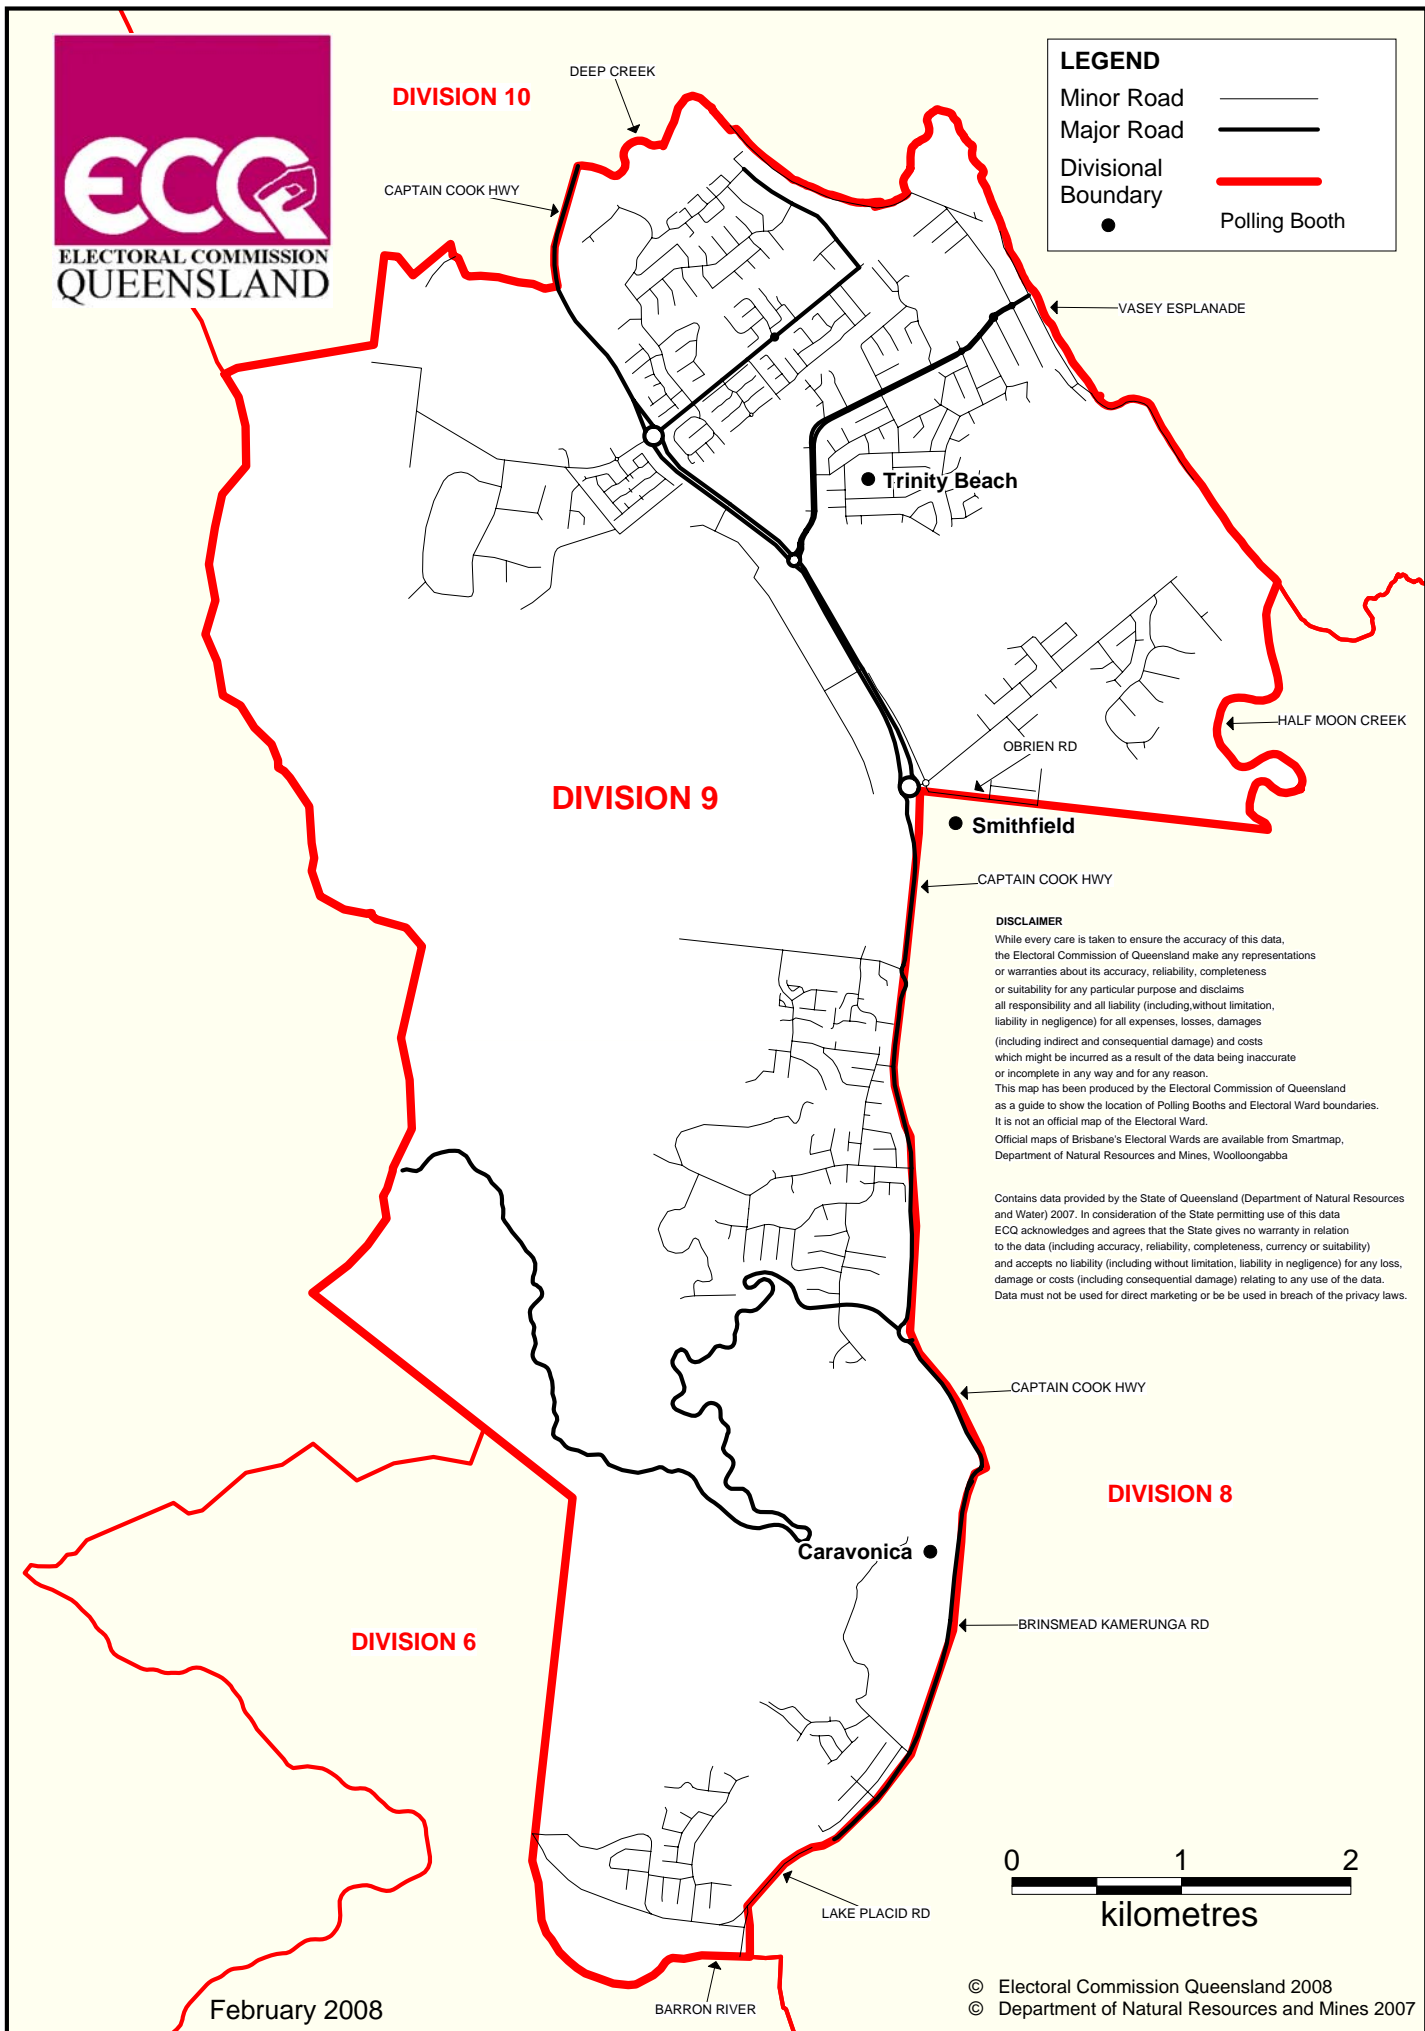 DEEP CREEK
DIVISION 10
LEGEND
Minor Road
Major Road
Divisional
Boundary
Polling Booth
ECQ
ELECTORAL COMMISSION
QUEENSLAND
CAPTAIN COOK HWY
VASEY ESPLANADE
Trinity Beach
HALF MOON CREEK
OBRIEN RD
DIVISION 9
Smithfield
CAPTAIN COOK HWY
DISCLAIMER
While every care is taken to ensure the accuracy of this data,
the Electoral Commission of Queensland make any representations
or warranties about its accuracy, reliability, completeness
or suitability for any particular purpose and disclaims
all responsibility and all liability (including,without limitation,
liability in negligence) for all expenses, losses, damages
(including indirect and consequential damage) and costs
which might be incurred as a result of the data being inaccurate
or incomplete in any way and for any reason.
This map has been produced by the Electoral Commission of Queensland
as a guide to show the location of Polling Booths and Electoral Ward boundaries.
It is not an official map of the Electoral Ward.
Official maps of Brisbane's Electoral Wards are available from Smartmap,
Department of Natural Resources and Mines, Woolloongabba
Contains data provided by the State of Queensland (Department of Natural Resources
and Water) 2007. In consideration of the State permitting use of this data
ECQ acknowledges and agrees that the State gives no warranty in relation
to the data (including accuracy, reliability, completeness, currency or suitability)
and accepts no liability (including without limitation, liability in negligence) for any loss,
damage or costs (including consequential damage) relating to any use of the data.
Data must not be used for direct marketing or be be used in breach of the privacy laws.
CAPTAIN COOK HWY
DIVISION 8
Caravonica
BRINSMEAD KAMERUNGA RD
DIVISION 6
0 1 2
kilometres
LAKE PLACID RD
BARRON RIVER
February 2008
© Electoral Commission Queensland 2008
© Department of Natural Resources and Mines 2007